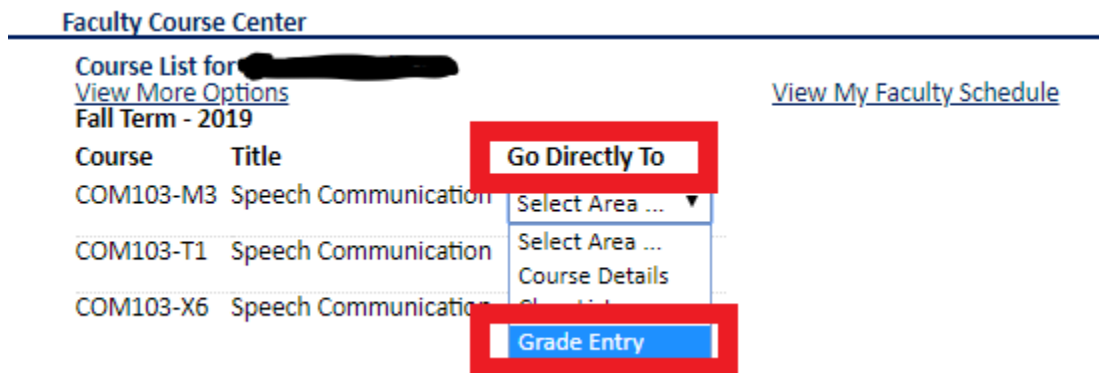 Faculty Course Center
Course List for
View More Options
View My Faculty Schedule
Fall Term - 2019
Course Title Go Directly To
COM103-M3 Speech Communication Select Area ...
Select Area ...
COM103-T1 Speech Communication
Course Details
COM103-X6 Speech Communication
Grade Entry